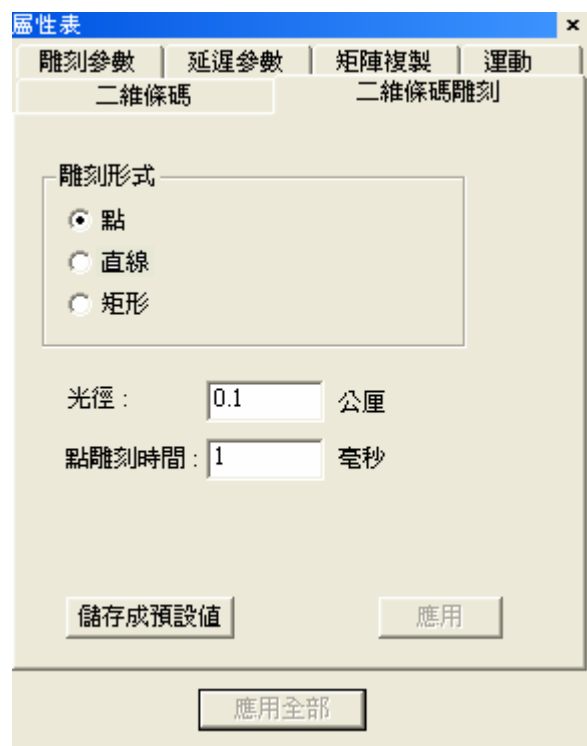 屬性表
雕刻參數 延遲參數 矩陣複製 運動
二維條碼 二維條碼雕刻
雕刻形式
點
直線
矩形
光徑 : 0.1 公厘
點雕刻時間 : 1 毫秒
儲存成預設値 應用
應用全部